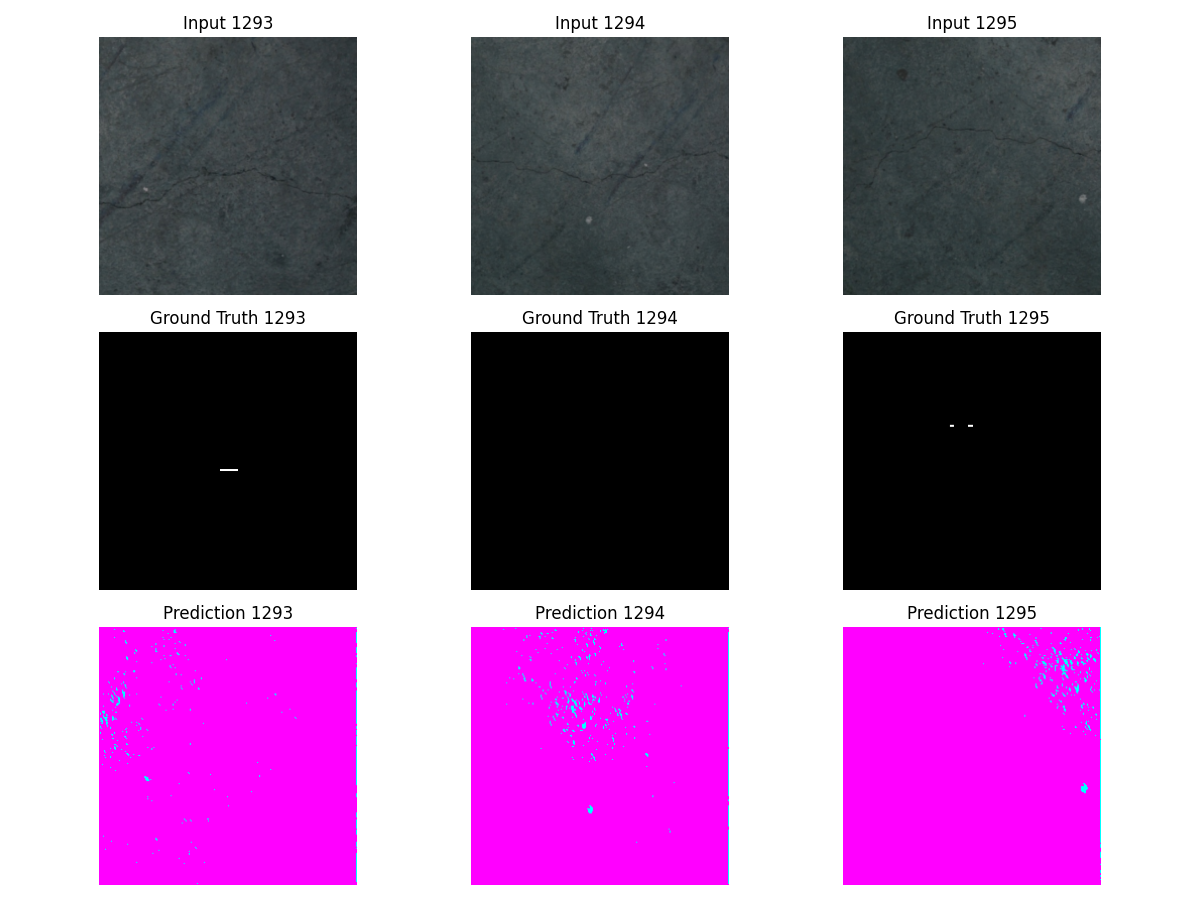 Input 1293
Input 1294
Input 1295
Ground Truth 1293
Ground Truth 1294
Ground Truth 1295
Prediction 1293
Prediction 1294
Prediction 1295